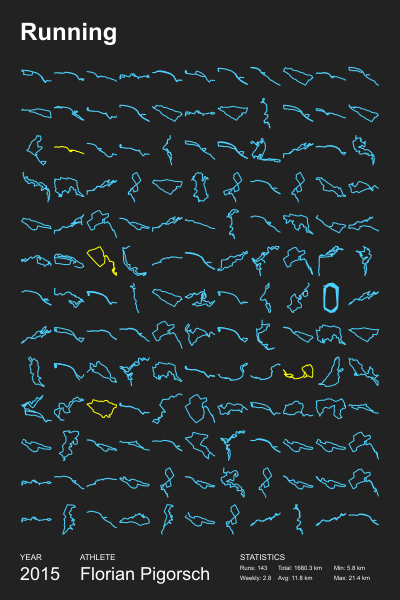 Running
YEAR
ATHLETE
STATISTICS
2015
Florian Pigorsch
Runs: 143
Total: 1680.3 km
Min: 5.8 km
Weekly: 2.8
Avg: 11.8 km
Max: 21.4 km